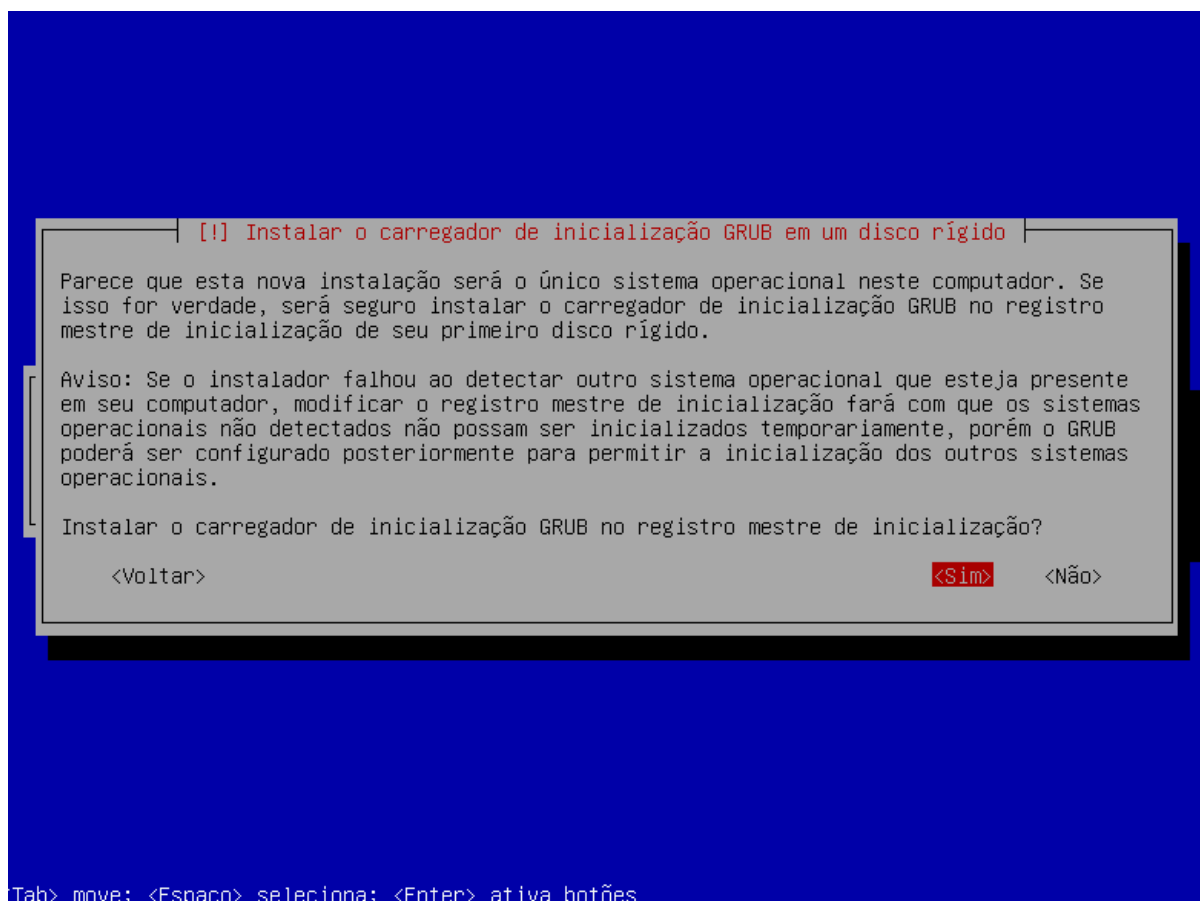 [!] Instalar o carregador de inicialização GRUB em um disco rígido
Parece que esta nova instalação será o único sistema operacional neste computador. Se
isso for verdade, será seguro instalar o carregador de inicialização GRUB no registro
mestre de inicialização de seu primeiro disco rígido.
Aviso: Se o instalador falhou ao detectar outro sistema operacional que esteja presente
em seu computador, modificar o registro mestre de inicialização fará com que os sistemas
operacionais não detectados não possam ser inicializados temporariamente, porém o GRUB
poderá ser configurado posteriormente para permitir a inicialização dos outros sistemas
operacionais.
Instalar o carregador de inicialização GRUB no registro mestre de inicialização?
<Voltar> <Sim> <Não>
<Tab> move; <Espaço> seleciona; <Enter> ativa botões